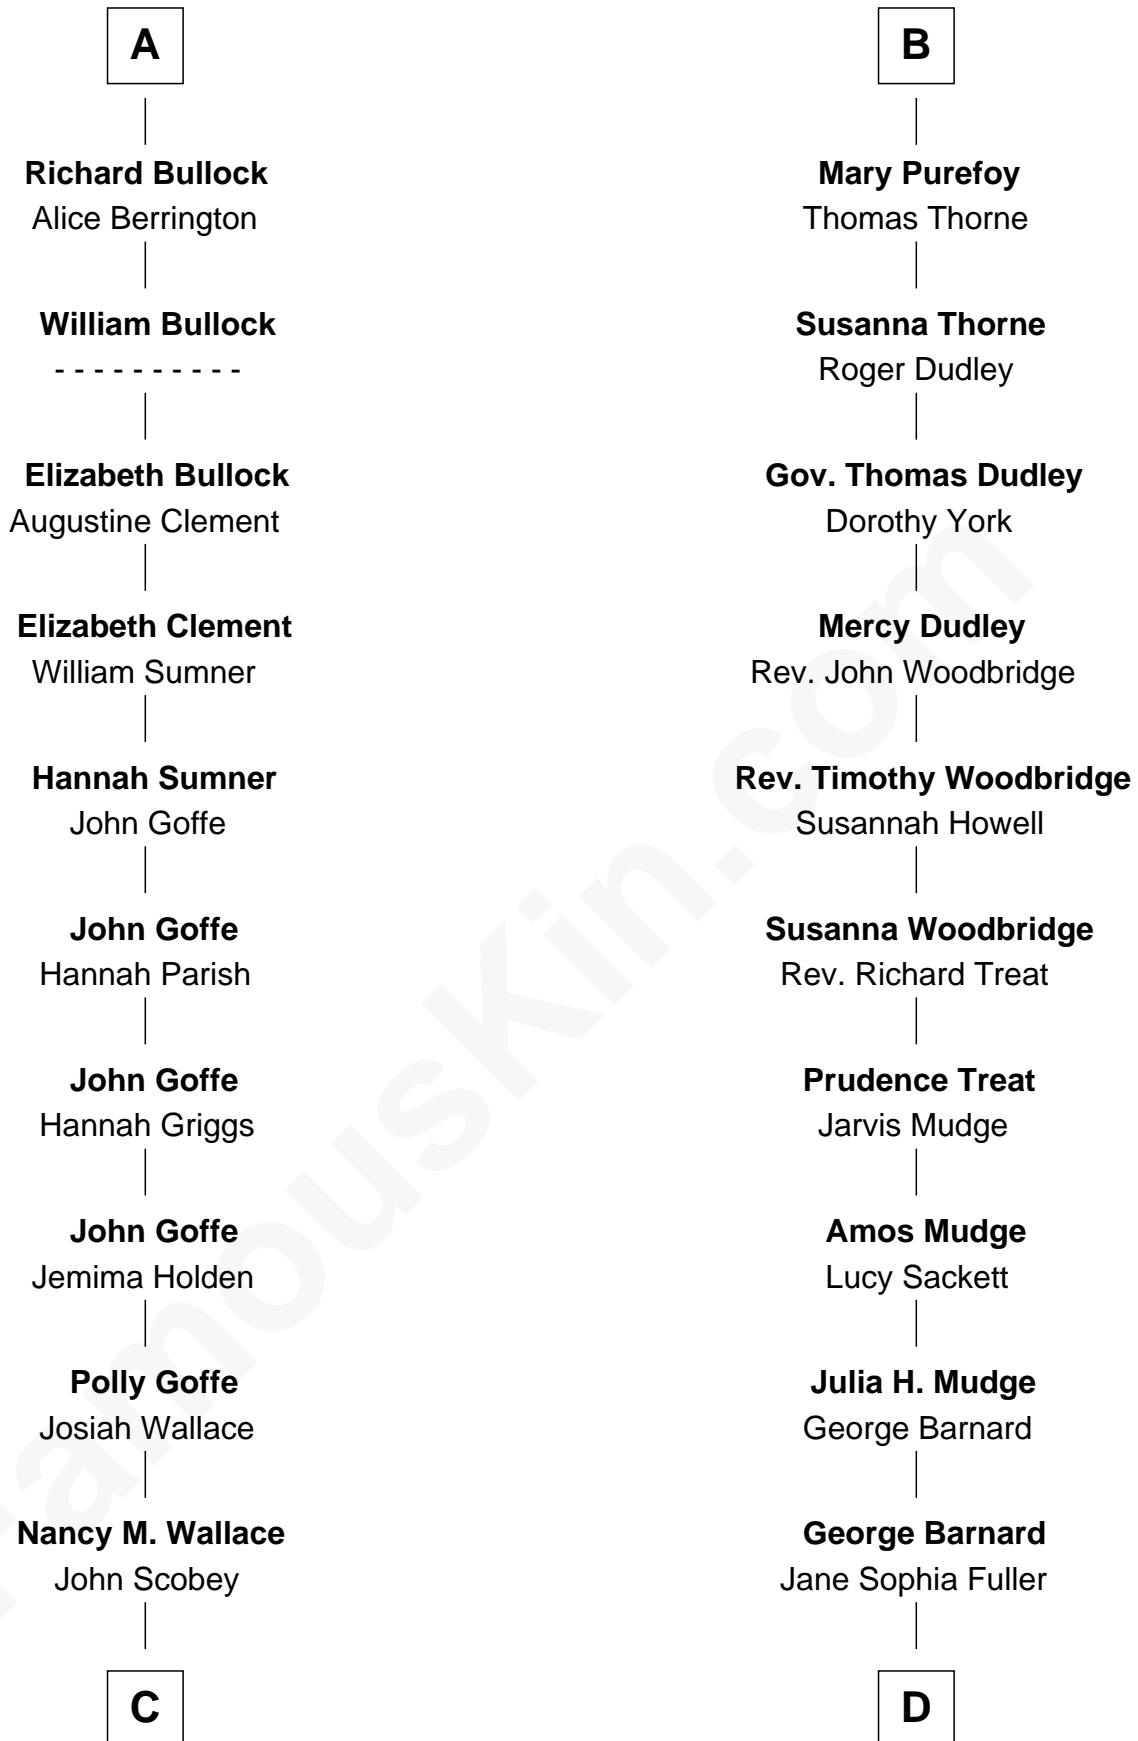 A
Richard Bullock
Alice Berrington
William Bullock
- - - - - - - - - -
Elizabeth Bullock
Augustine Clement
Elizabeth Clement
William Sumner
Hannah Sumner
John Goffe
John Goffe
Hannah Parish
John Goffe
Hannah Griggs
John Goffe
Jemima Holden
Polly Goffe
Josiah Wallace
Nancy M. Wallace
John Scobey
C
B
Mary Purefoy
Thomas Thorne
Susanna Thorne
Roger Dudley
Gov. Thomas Dudley
Dorothy York
Mercy Dudley
Rev. John Woodbridge
Rev. Timothy Woodbridge
Susannah Howell
Susanna Woodbridge
Rev. Richard Treat
Prudence Treat
Jarvis Mudge
Amos Mudge
Lucy Sackett
Julia H. Mudge
George Barnard
George Barnard
Jane Sophia Fuller
D
FamousKin.com